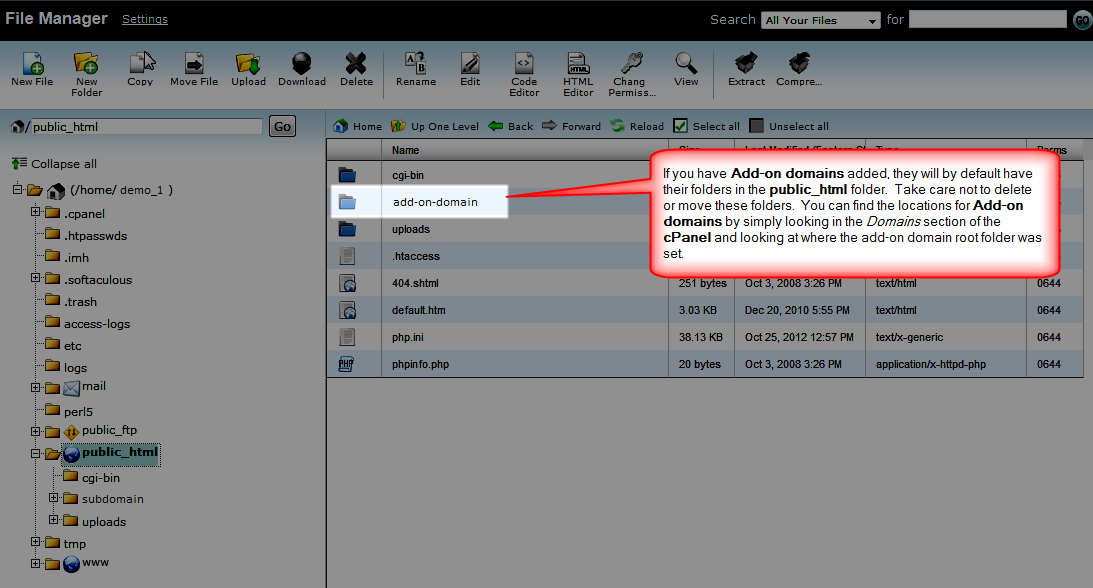 File Manager Settings
Search All Your Files for GO
New File
New Folder
Copy
Move File
Upload
Download
Delete
Rename
Edit
Code Editor
HTML Editor
Chang Permiss...
View
Extract
Compre...
/ public_html Go
Home Up One Level Back Forward Reload Select all Unselect all
Collapse all
(/home/ demo_1 )
.cpanel
.htpasswds
.imh
.softaculous
.trash
access-logs
etc
logs
mail
perl5
public_ftp
public_html
cgi-bin
subdomain
uploads
tmp
www
Name Size Last Modified (Eastern St Type Perms
cgi-bin
add-on-domain
uploads
.htaccess
404.shtml 251 bytes Oct 3, 2008 3:26 PM text/html 0644
default.htm 3.03 KB Dec 20, 2010 5:55 PM text/html 0644
php.ini 38.13 KB Oct 25, 2012 12:57 PM text/x-generic 0644
PHP phpinfo.php 20 bytes Oct 3, 2008 3:26 PM application/x-httpd-php 0644
If you have Add-on domains added, they will by default have
their folders in the public_html folder. Take care not to delete
or move these folders. You can find the locations for Add-on
domains by simply looking in the Domains section of the
cPanel and looking at where the add-on domain root folder was
set.